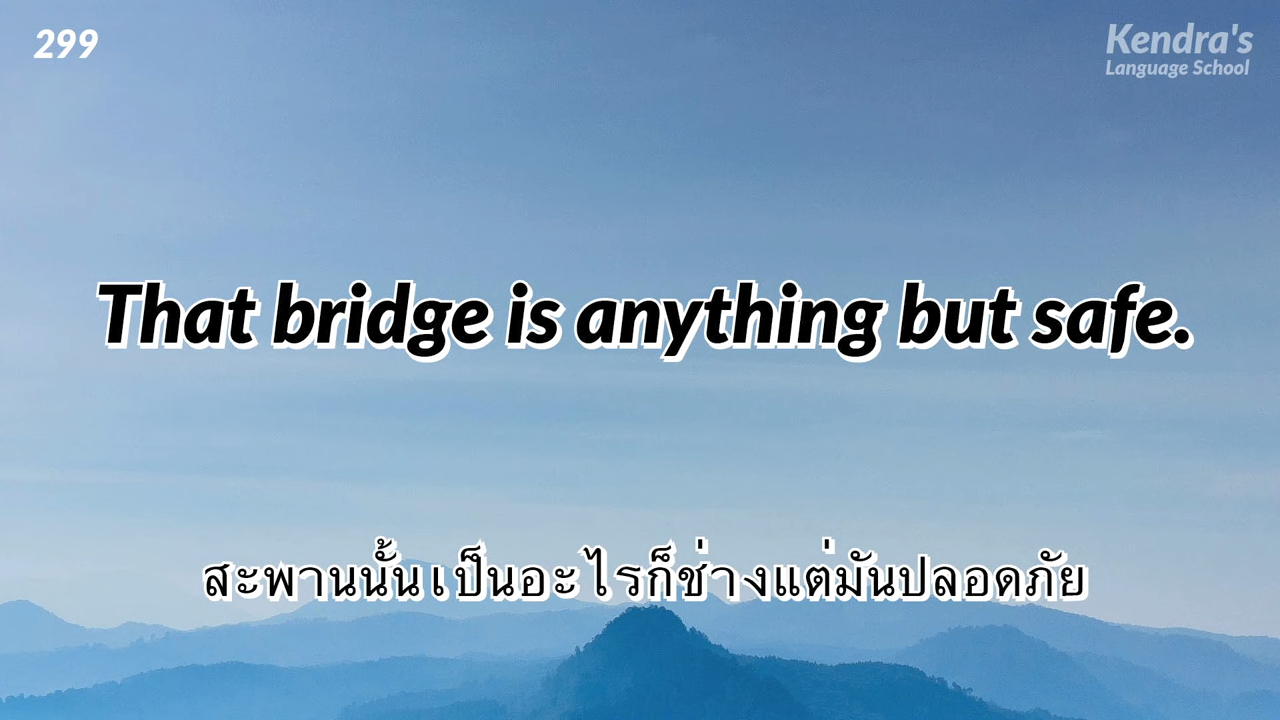 299
Kendra's
Language School
That bridge is anything but safe.
สะพานนั้นเป็นอะไรก็ช่างแต่มันปลอดภัย